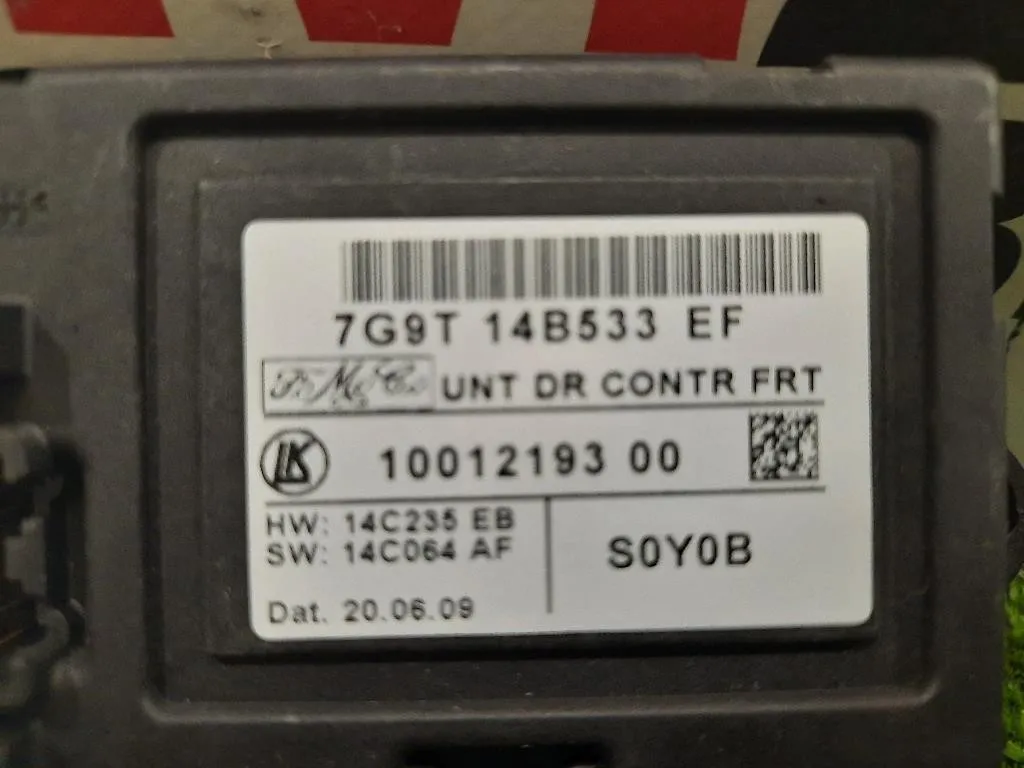 7G9T 14B533 EF
UNT DR CONTR FRT
LK
10012193 00
HW: 14C235 EB
SW: 14C064 AF
S0Y0B
Dat. 20.06.09